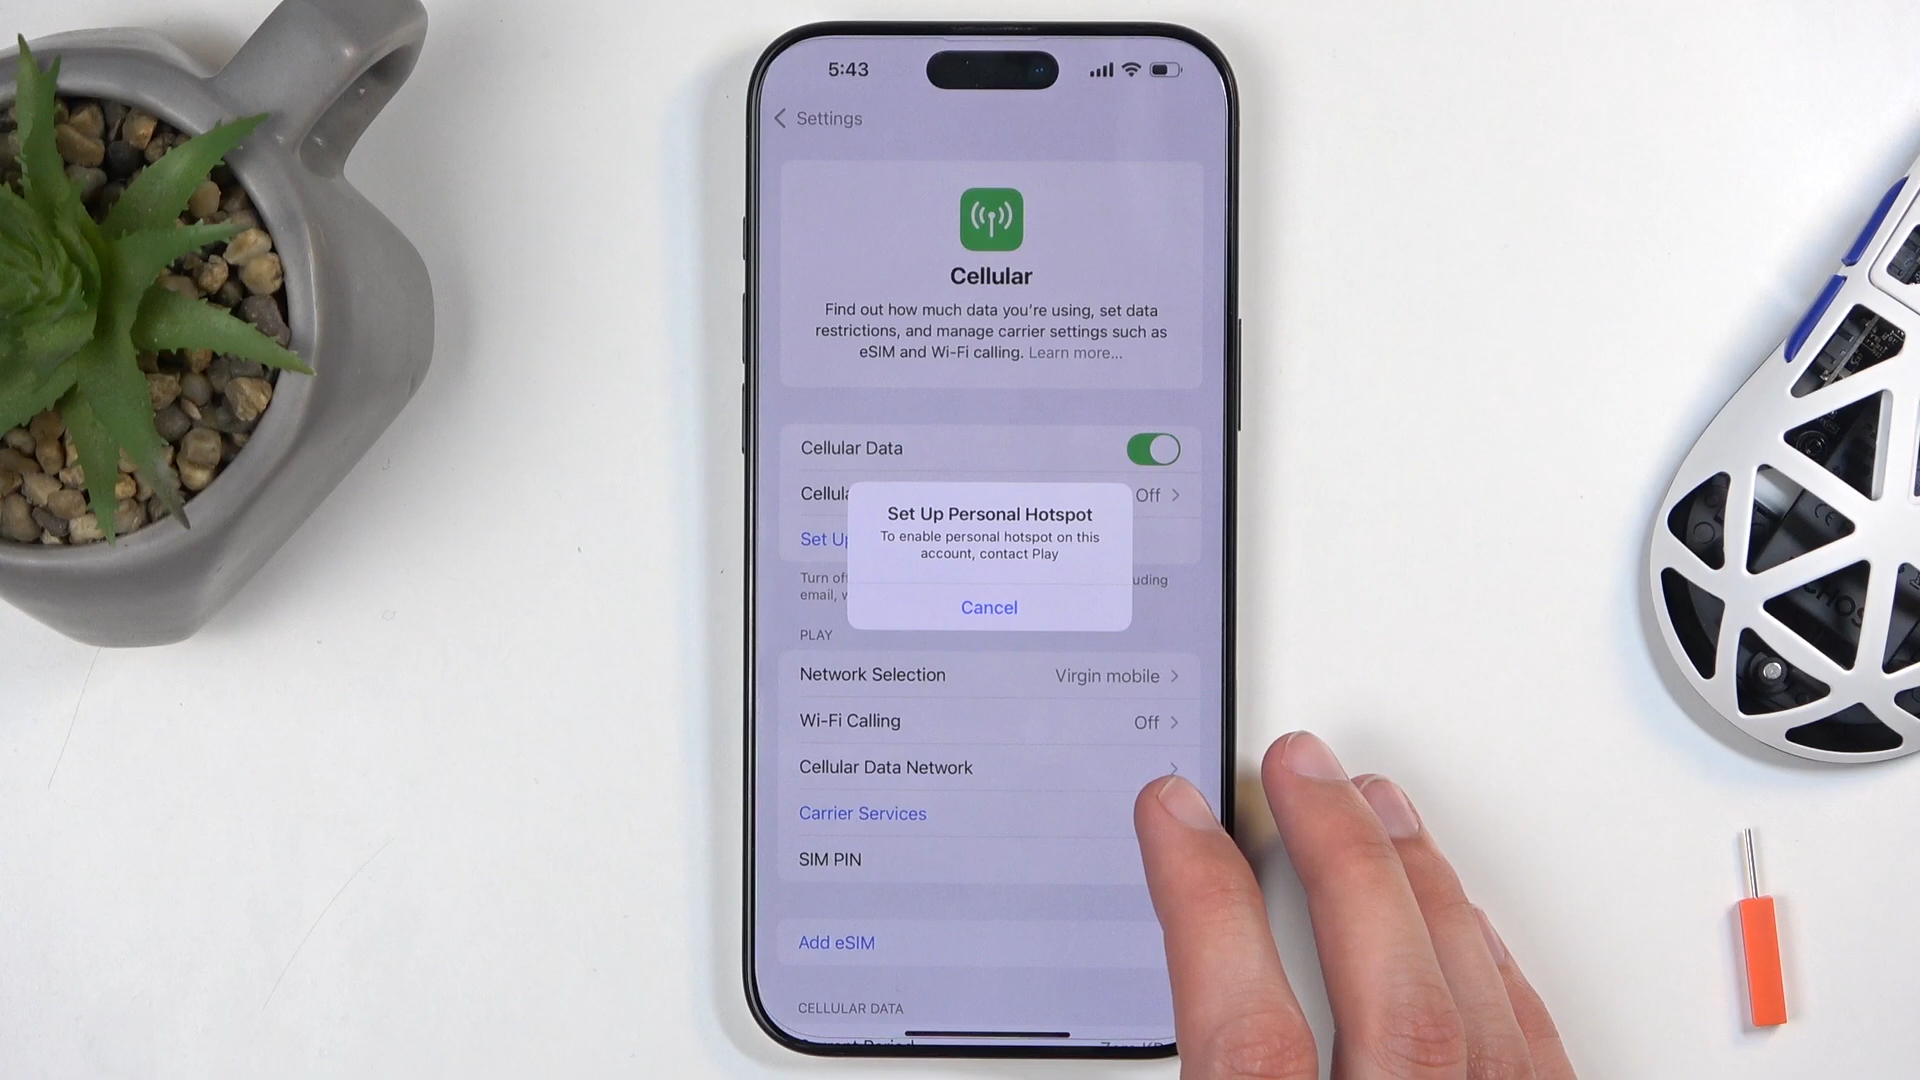 5:43
Settings
Cellular
Find out how much data you're using, set data
restrictions, and manage carrier settings such as
eSIM and Wi-Fi calling. Learn more...
Cellular Data
Off
Set Up Personal Hotspot
To enable personal hotspot on this
account, contact Play
Cancel
Set Up
Turn of
uding
email, w
PLAY
Network Selection Virgin mobile
Wi-Fi Calling Off
Cellular Data Network
Carrier Services
SIM PIN
Add eSIM
CELLULAR DATA